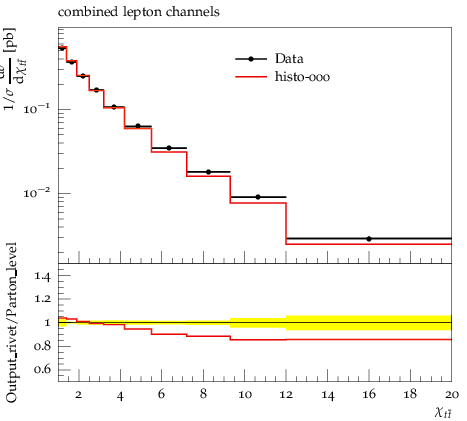 combined lepton channels
1/σ dσ/dχ_{tt̄} [pb]
Data
histo-000
10^{-1}
10^{-2}
Output_rivet/Parton_level
1.4
1.2
1
0.8
0.6
2 4 6 8 10 12 14 16 18 20
χ_{tt̄}